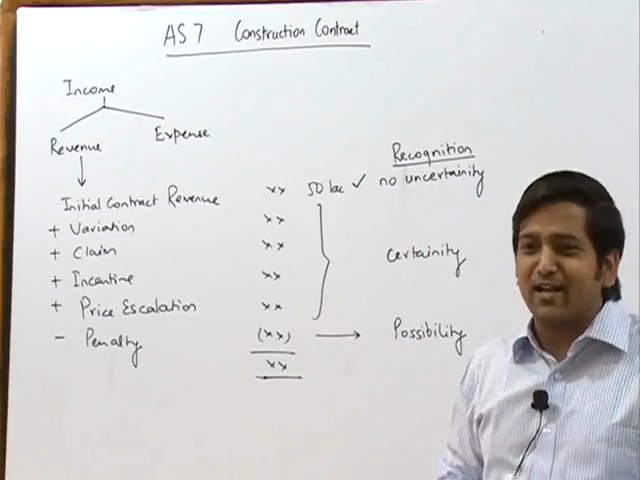 AS 7 Construction Contract
Income
Revenue Expense
Recognition
Initial Contract Revenue xx 50 lac ✓ no uncertainity
+ Variation xx
+ Claim xx certainity
+ Incentive xx
+ Price Escalation xx
- Penalty (xx) → Possibility
xx